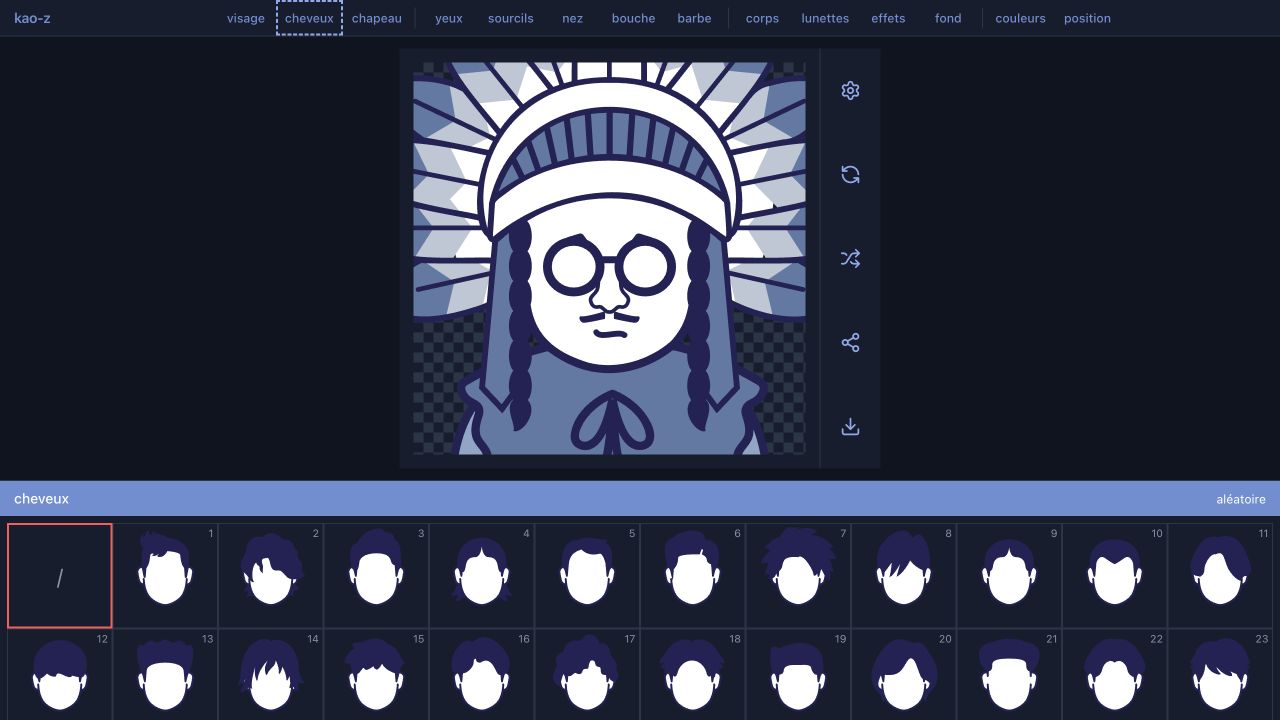 kao-z visage cheveux chapeau yeux sourcils nez bouche barbe corps lunettes effets fond couleurs position
cheveux aléatoire
/ 1 2 3 4 5 6 7 8 9 10 11
12 13 14 15 16 17 18 19 20 21 22 23